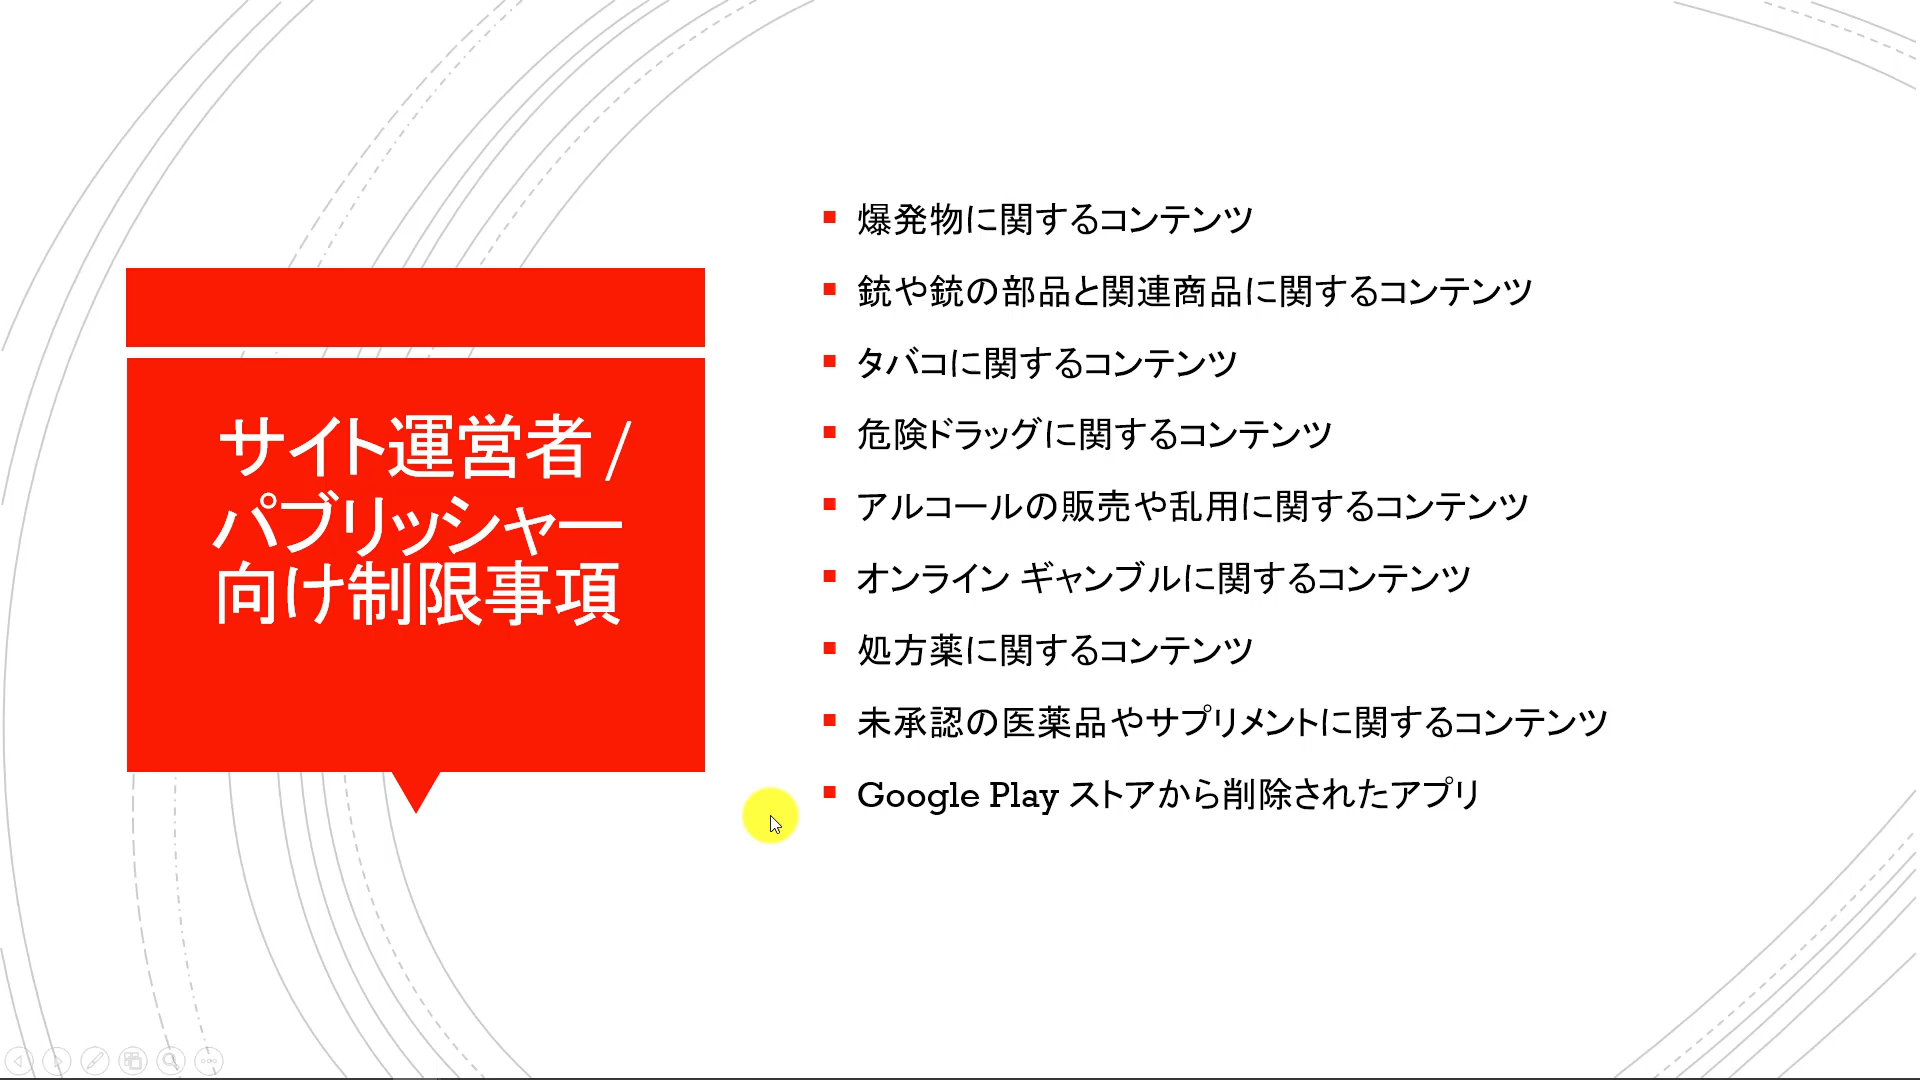 サイト運営者 /
パブリッシャー
向け制限事項
爆発物に関するコンテンツ
銃や銃の部品と関連商品に関するコンテンツ
タバコに関するコンテンツ
危険ドラッグに関するコンテンツ
アルコールの販売や乱用に関するコンテンツ
オンライン ギャンブルに関するコンテンツ
処方薬に関するコンテンツ
未承認の医薬品やサプリメントに関するコンテンツ
Google Play ストアから削除されたアプリ